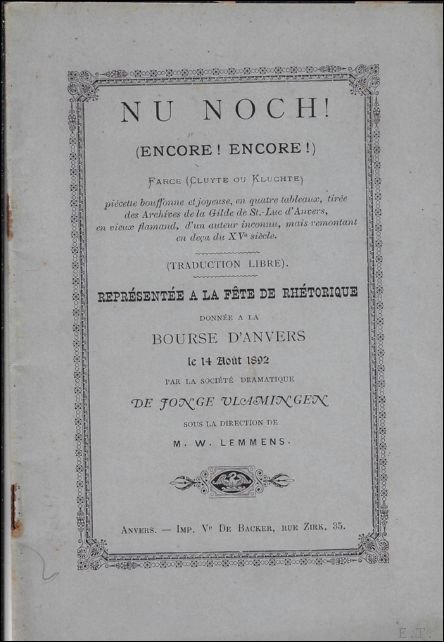 NU NOCH!
(ENCORE! ENCORE!)
FARCE (CLUYTE OU KLUCHTE)
piécette bouffonne et joyeuse, en quatre tableaux, tirée
des Archives de la Gilde de St.-Luc d'Anvers,
en vieux flamand, d'un auteur inconnu, mais remontant
en deça du XVe siècle.
(TRADUCTION LIBRE).
REPRÉSENTÉE A LA FÊTE DE RHÉTORIQUE
DONNÉE A LA
BOURSE D'ANVERS
le 14 Août 1892
PAR LA SOCIÉTÉ DRAMATIQUE
DE JONGE VLAMINGEN
SOUS LA DIRECTION DE
M. W. LEMMENS.
ANVERS. — IMP. Ve DE BACKER, RUE ZIRK, 35.